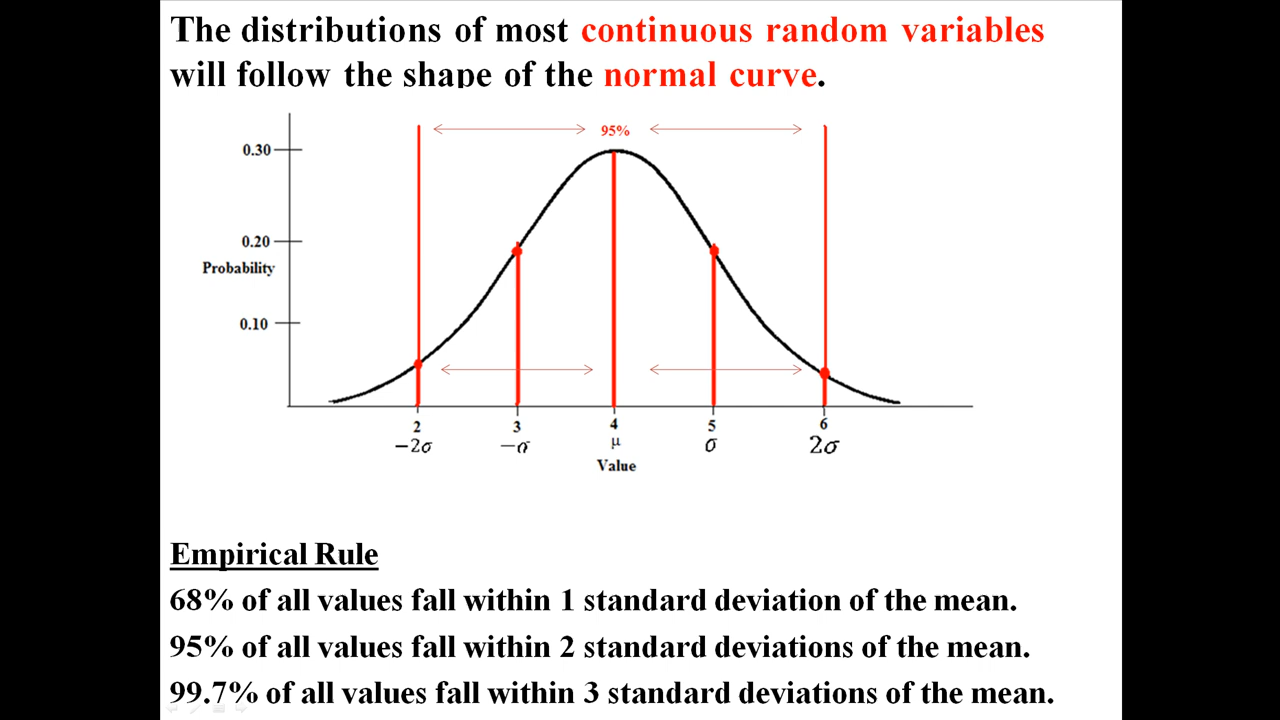 The distributions of most continuous random variables
will follow the shape of the normal curve.
95%
0.30
0.20
Probability
0.10
2 3 4 5 6
−2σ −σ μ σ 2σ
Value
Empirical Rule
68% of all values fall within 1 standard deviation of the mean.
95% of all values fall within 2 standard deviations of the mean.
99.7% of all values fall within 3 standard deviations of the mean.